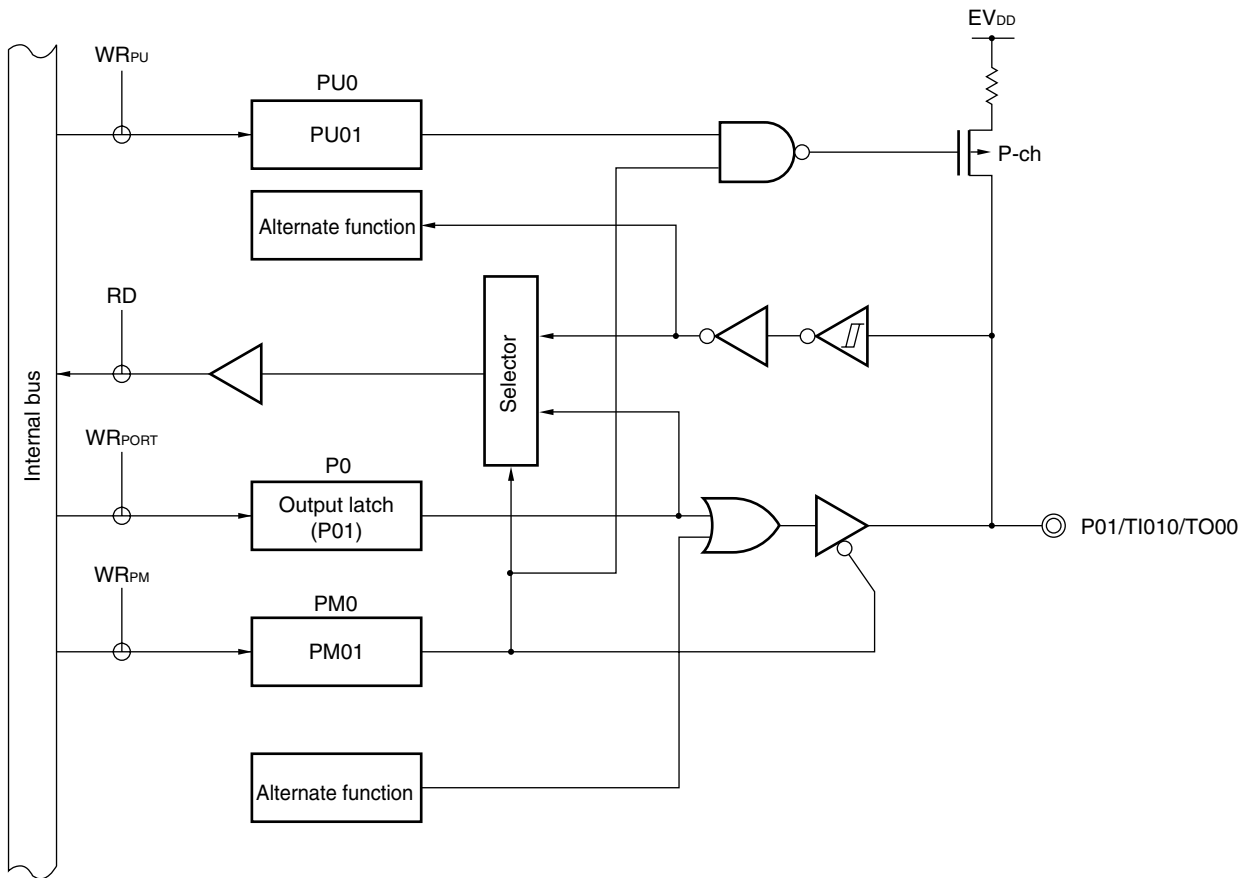 EVDD
WRPU
PU0
PU01
P-ch
Alternate function
RD
Selector
Internal bus
WRPORT
P0
Output latch
(P01)
P01/TI010/TO00
WRPM
PM0
PM01
Alternate function